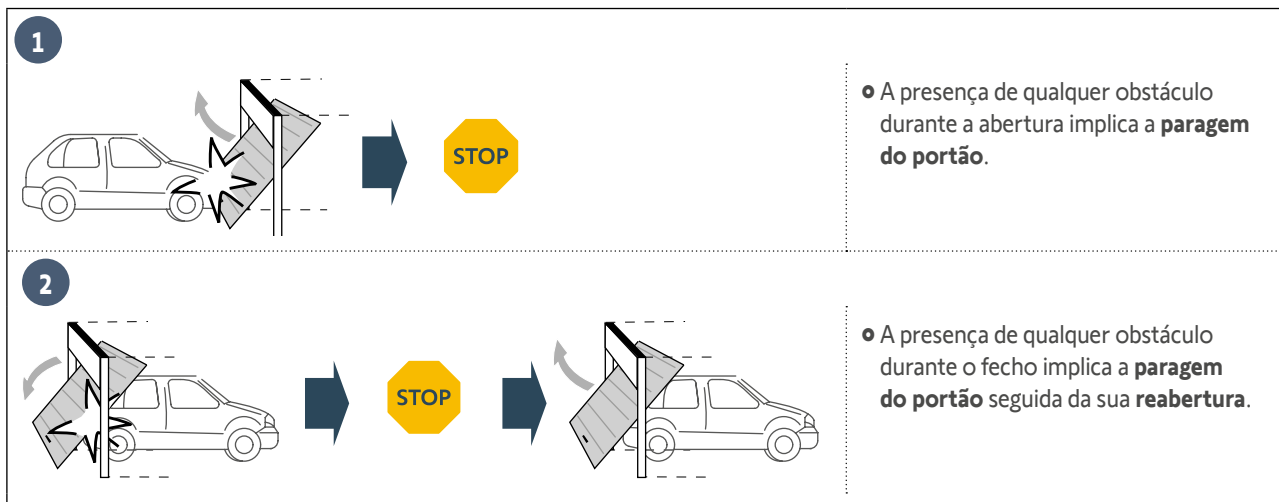 1
STOP
A presença de qualquer obstáculo
durante a abertura implica a paragem
do portão.
2
STOP
A presença de qualquer obstáculo
durante o fecho implica a paragem
do portão seguida da sua reabertura.